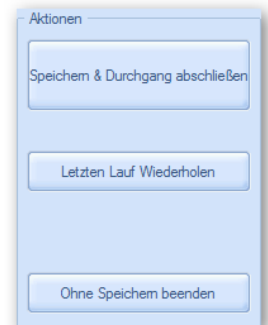 Aktionen
Speichern & Durchgang abschließen
Letzten Lauf Wiederholen
Ohne Speichern beenden